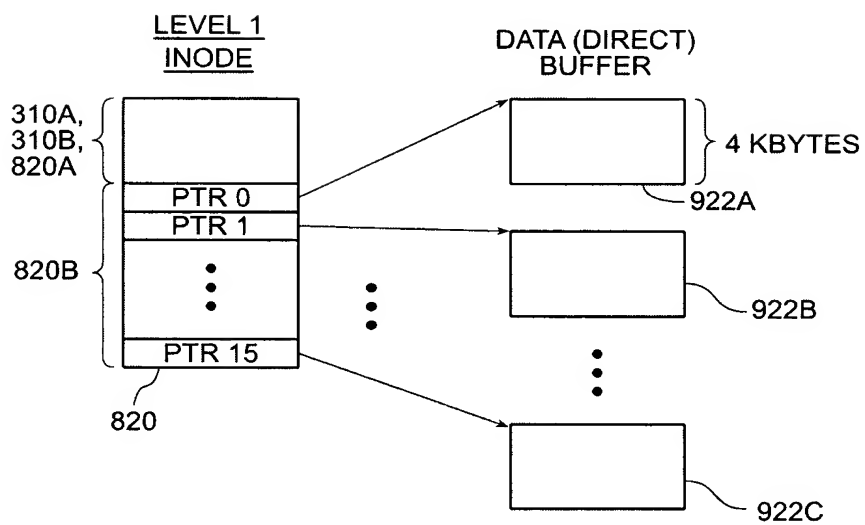 LEVEL 1
INODE
DATA (DIRECT)
BUFFER
310A,
310B,
820A
4 KBYTES
PTR 0
922A
PTR 1
820B
922B
PTR 15
820
922C